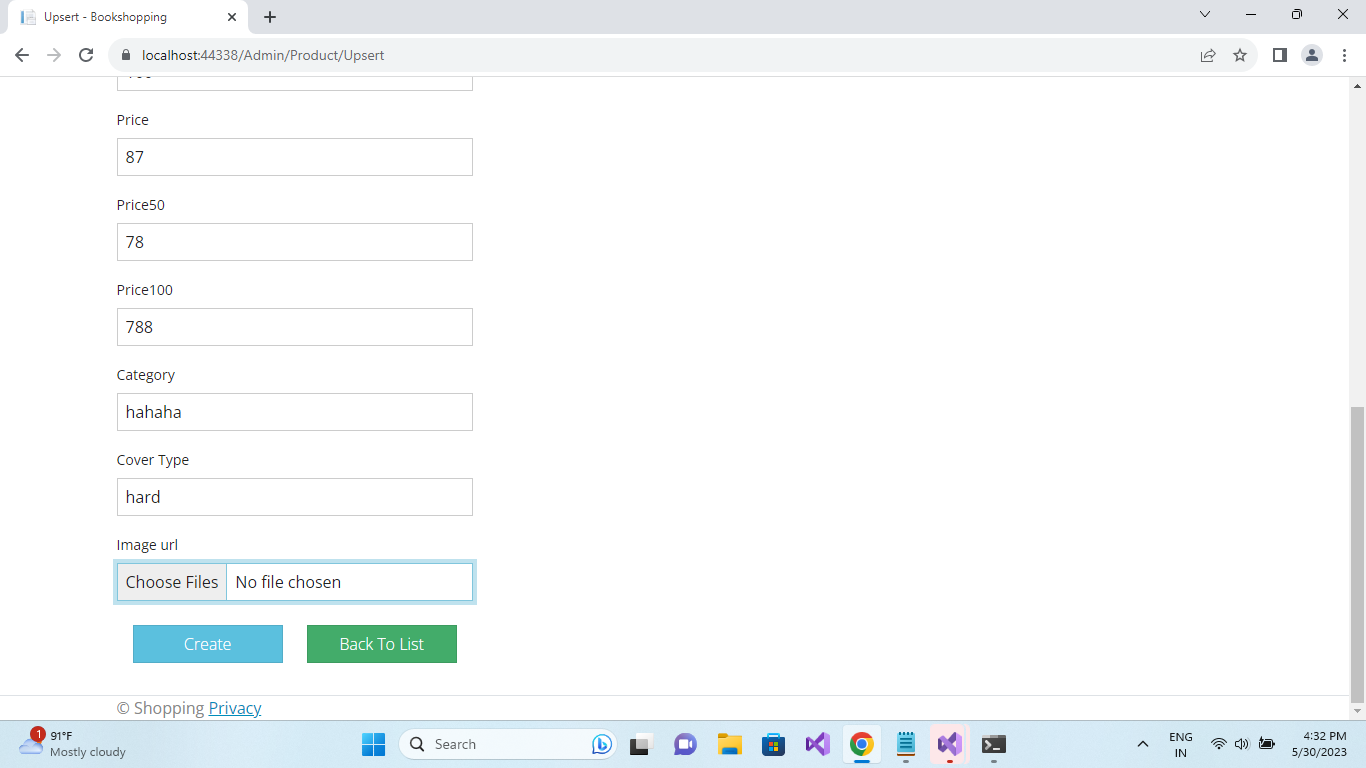 Upsert - Bookshopping
localhost:44338/Admin/Product/Upsert
Price
87
Price50
78
Price100
788
Category
hahaha
Cover Type
hard
Image url
Choose Files No file chosen
Create Back To List
© Shopping Privacy
1
91°F
Mostly cloudy
Search
ENG
IN
4:32 PM
5/30/2023